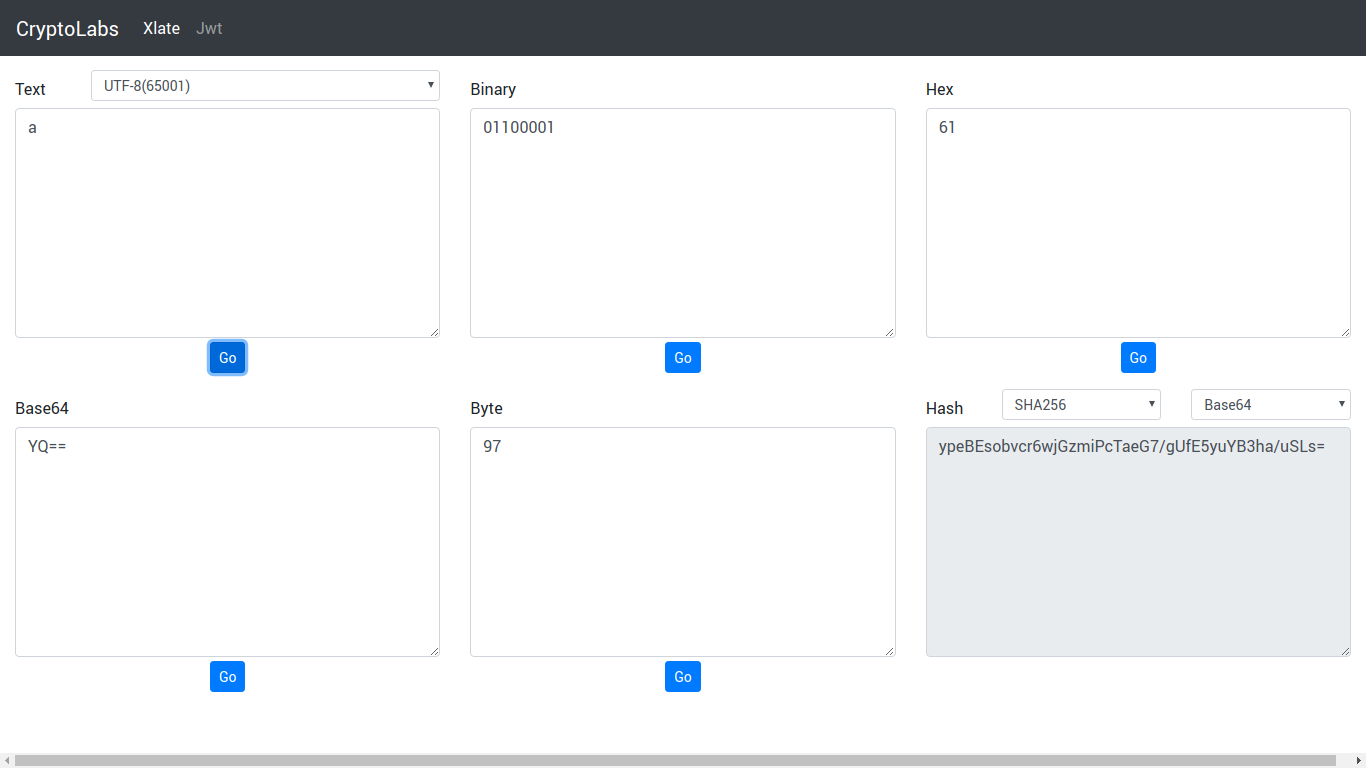 CryptoLabs Xlate Jwt
Text UTF-8(65001) Binary Hex
a 01100001 61
Go Go Go
Base64 Byte Hash SHA256 Base64
YQ== 97 ypeBEsobvcr6wjGzmiPcTaeG7/gUfE5yuYB3ha/uSLs=
Go Go